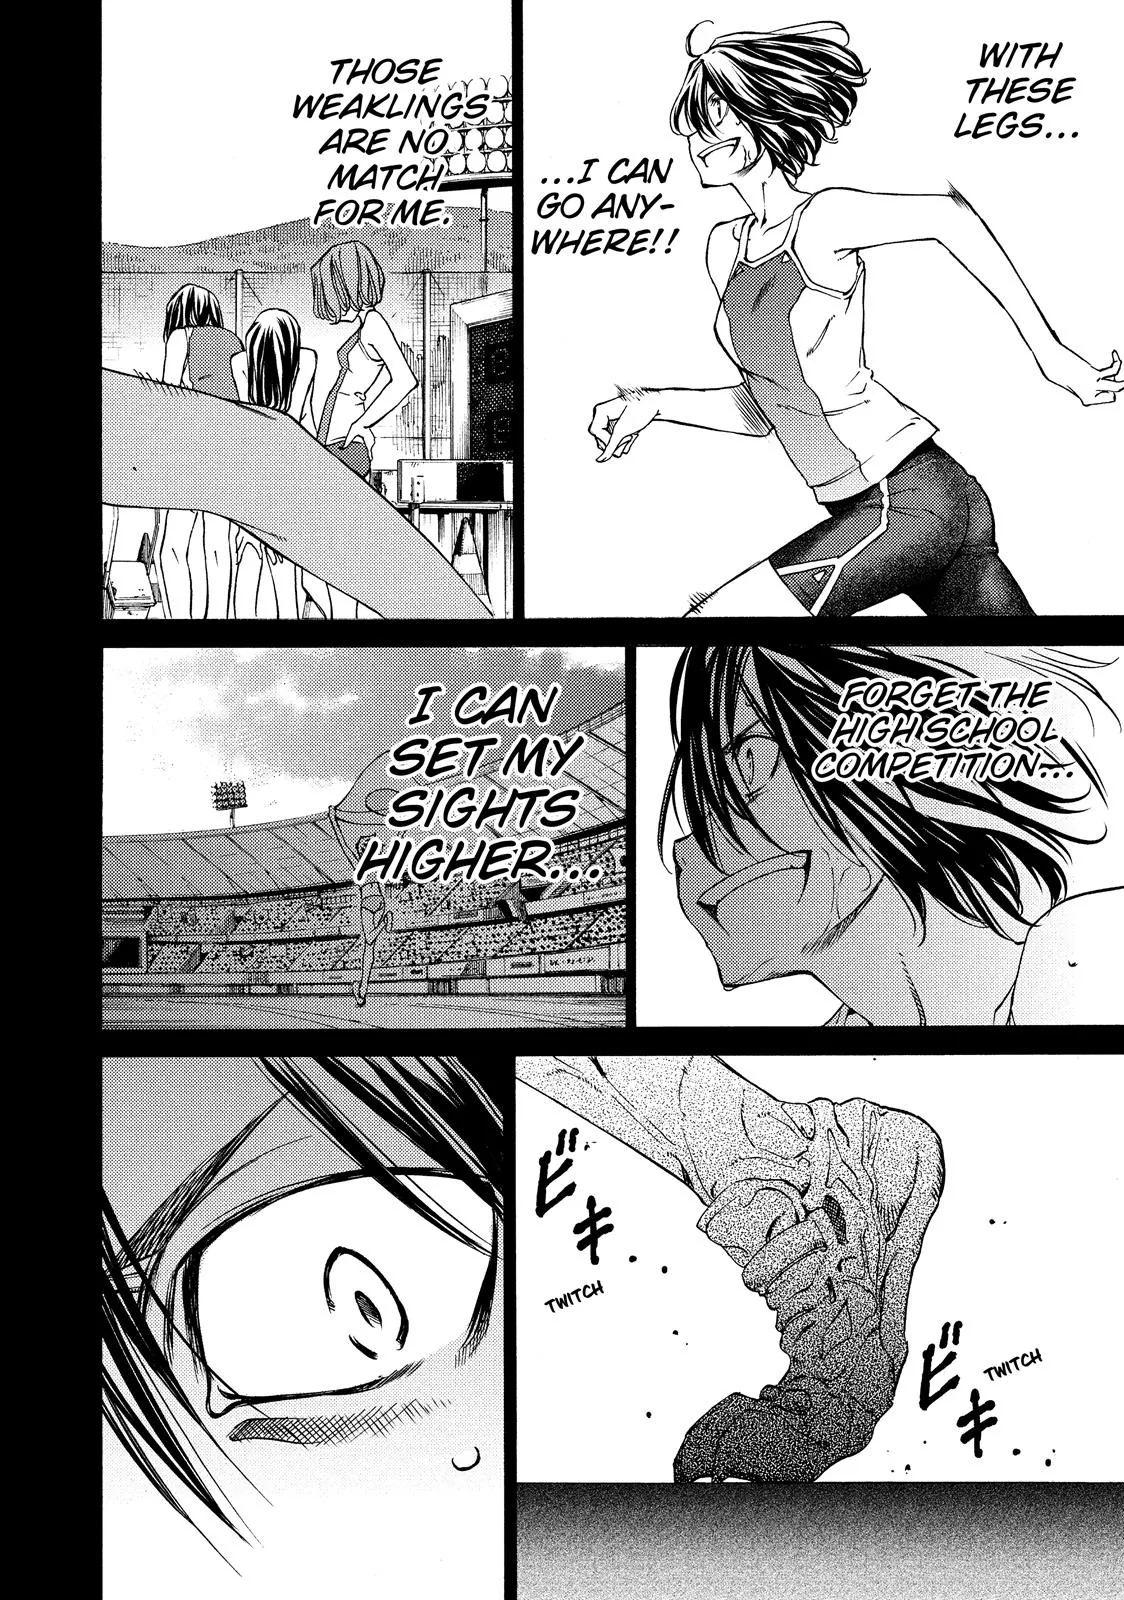 WITH
THESE
LEGS...
...I CAN
GO ANY-
WHERE!!
THOSE
WEAKLINGS
ARE NO
MATCH
FOR ME.
FORGET THE
HIGH SCHOOL
COMPETITION...
I CAN
SET MY
SIGHTS
HIGHER...
ビキ..
TWITCH
ビキ..
TWITCH